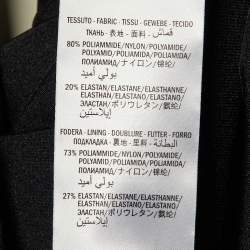 TESSUTO - FABRIC - TISSU - GEWEBE - TECIDO
ТКАНЬ - 表地 - 面料 - قماش
80% POLIAMMIDE/NYLON/POLYAMIDE
POLYAMID/POLIAMIDA/POLIAMIDA/
ПОЛИАМИД/ナイロン/锦纶/
بولي أميد
20% ELASTAN/ELASTANE/ELASTHANNE/
ELASTHAN/ELASTANO/ELASTANO/
ЭЛАСТАН/ポリウレタン/氨纶/
إيلاستين
FODERA - LINING - DOUBLURE - FUTTER - FORRO
ПОДКЛАДКА - 裏地 - 里料 - البطانة
73% POLIAMMIDE/NYLON/POLYAMIDE/
POLYAMID/POLIAMIDA/POLIAMIDA/
ПОЛИАМИД/ナイロン/锦纶/
بولي أميد
27% ELASTAN/ELASTANE/ELASTHANNE/
ELASTHAN/ELASTANO/ELASTANO/
ЭЛАСТАН/ポリウレタン/氨纶/
إيلاستين